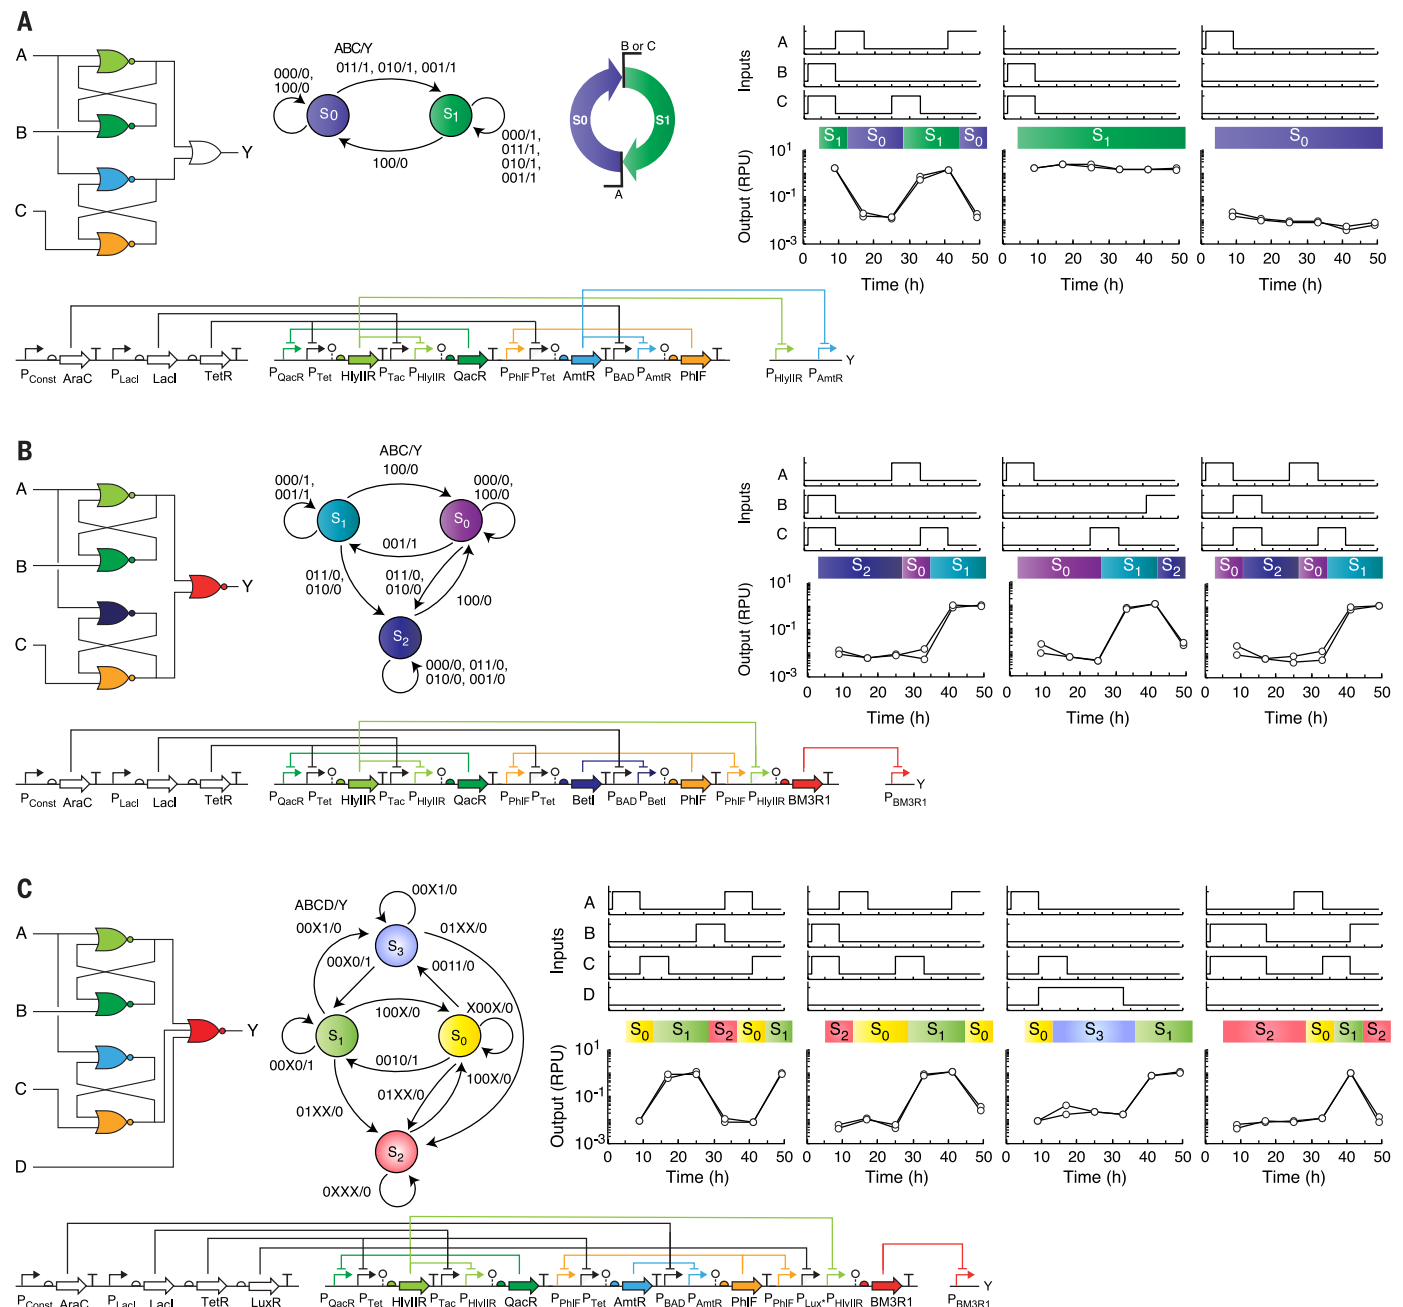 A
A
B
C
Y
ABC/Y
000/0,
100/0
011/1, 010/1, 001/1
S0
S1
100/0
000/1,
011/1,
010/1,
001/1
B or C
S0
S1
A
Inputs
A
B
C
S1 S0 S1 S0
S1
S0
Output (RPU)
10^1
10^-1
10^-3
0 10 20 30 40 50
0 10 20 30 40 50
0 10 20 30 40 50
Time (h)
Time (h)
Time (h)
PConst AraC PLacI LacI TetR
PQacR PTet HlyIIR PTac PHlyIIR QacR PPhlF PTet AmtR PBAD PAmtR PhlF
PHlyIIR PAmtR Y
B
A
B
C
Y
ABC/Y
100/0
000/1,
001/1
000/0,
100/0
S1
S0
001/1
011/0,
010/0
011/0,
010/0
100/0
S2
000/0, 011/0,
010/0, 001/0
Inputs
A
B
C
S2 S0 S1
S0 S1 S2
S0 S2 S0 S1
Output (RPU)
10^1
10^-1
10^-3
0 10 20 30 40 50
0 10 20 30 40 50
0 10 20 30 40 50
Time (h)
Time (h)
Time (h)
PConst AraC PLacI LacI TetR
PQacR PTet HlyIIR PTac PHlyIIR QacR PPhlF PTet BetI PBAD PBetI PhlF PPhlF PHlyIIR BM3R1
PBM3R1 Y
C
A
B
C
D
Y
ABCD/Y
00X1/0
00X1/0
01XX/0
S3
00X0/1
0011/0
100X/0
X00X/0
S1
S0
00X0/1
0010/1
01XX/0
01XX/0
100X/0
S2
0XXX/0
Inputs
A
B
C
D
S0 S1 S2 S0 S1
S2 S0 S1 S0
S0 S3 S1
S2 S0 S1 S2
Output (RPU)
10^1
10^-1
10^-3
0 10 20 30 40 50
0 10 20 30 40 50
0 10 20 30 40 50
0 10 20 30 40 50
Time (h)
Time (h)
Time (h)
Time (h)
PConst AraC PLacI LacI TetR LuxR
PQacR PTet HlyIIR PTac PHlyIIR QacR PPhlF PTet AmtR PBAD PAmtR PhlF PPhlF PLux* PHlyIIR BM3R1
PBM3R1 Y